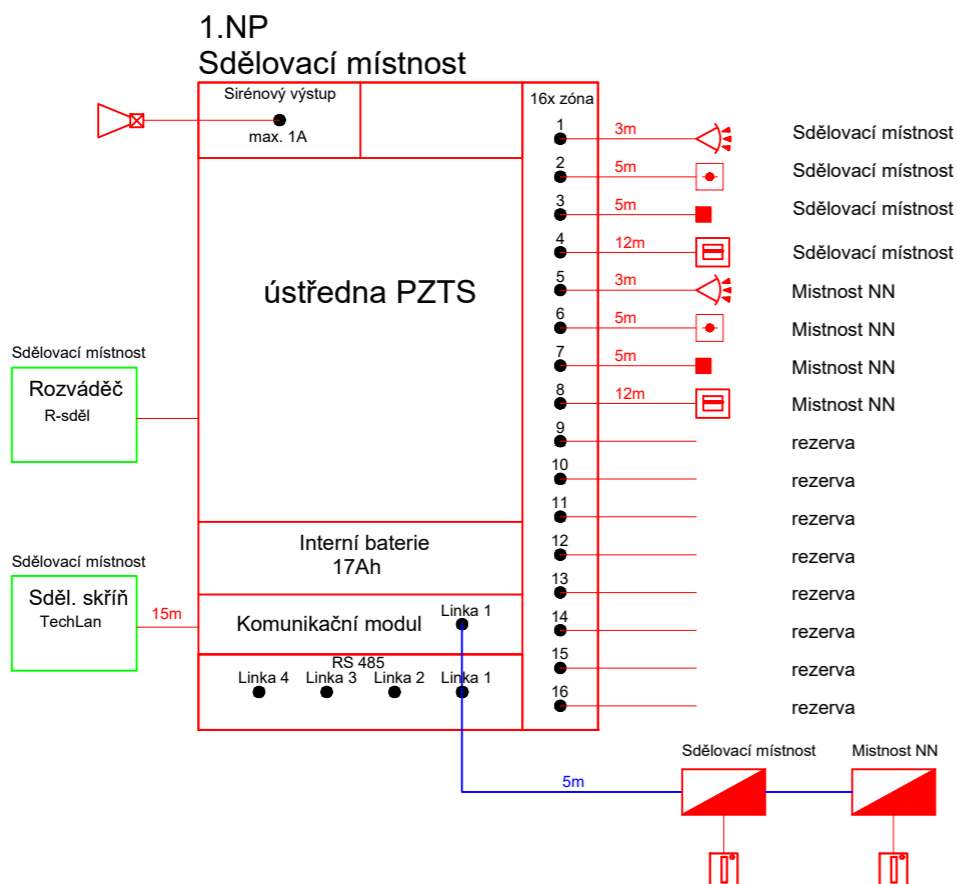 1.NP
Sdělovací místnost
Sirénový výstup
max. 1A
16x zóna
1
3m
Sdělovací místnost
2
5m
Sdělovací místnost
3
5m
Sdělovací místnost
4
12m
Sdělovací místnost
5
3m
Mistnost NN
6
5m
Mistnost NN
7
5m
Mistnost NN
8
12m
Mistnost NN
9
rezerva
10
rezerva
11
rezerva
12
rezerva
13
rezerva
14
rezerva
15
rezerva
16
rezerva
ústředna PZTS
Sdělovací místnost
Rozváděč
R-sděl
Interní baterie
17Ah
Sdělovací místnost
Sděl. skříň
TechLan
15m
Komunikační modul
Linka 1
RS 485
Linka 4
Linka 3
Linka 2
Linka 1
5m
Sdělovací místnost
Mistnost NN